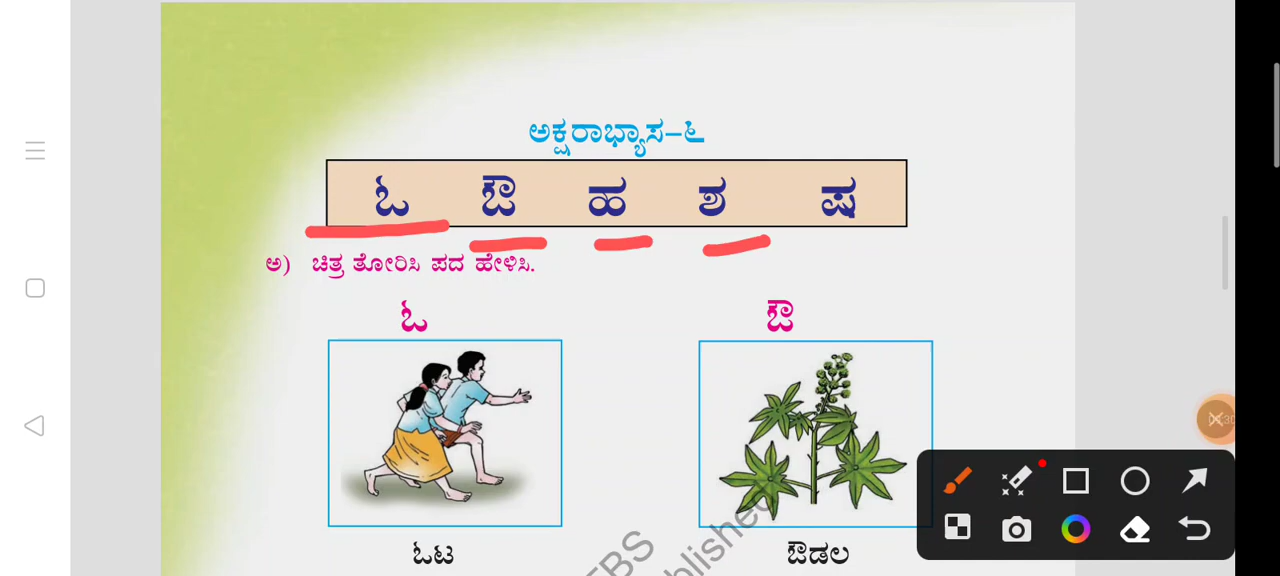 ಅಕ್ಷರಾಭ್ಯಾಸ-೬
ಓ ಔ ಹ ಶ ಷ
ಅ) ಚಿತ್ರ ತೋರಿಸಿ ಪದ ಹೇಳಿಸಿ.
ಓ ಔ
ಓಟ ಔಡಲ